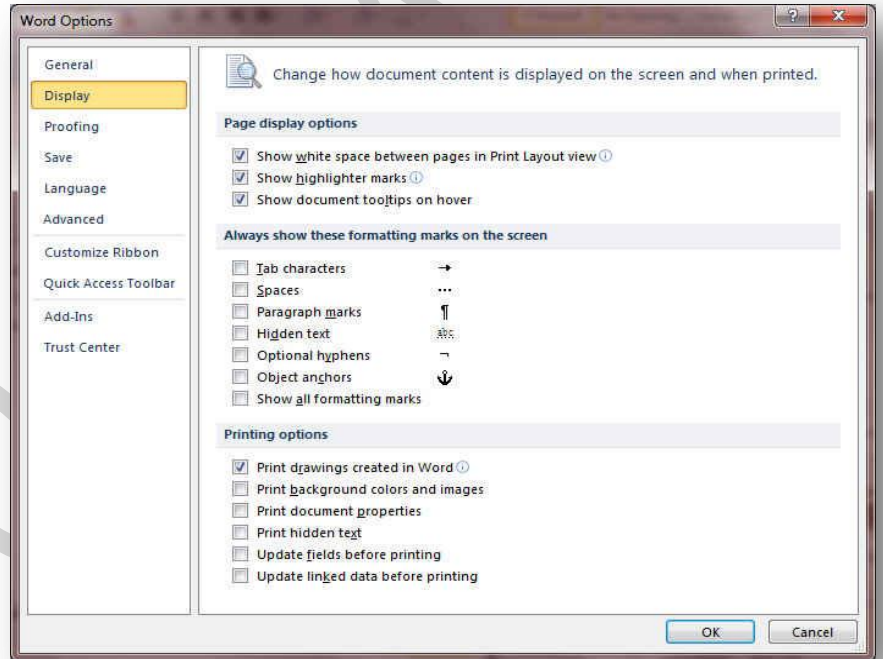 Word Options
General
Display
Proofing
Save
Language
Advanced
Customize Ribbon
Quick Access Toolbar
Add-Ins
Trust Center
Change how document content is displayed on the screen and when printed.
Page display options
Show white space between pages in Print Layout view
Show highlighter marks
Show document tooltips on hover
Always show these formatting marks on the screen
Tab characters →
Spaces ...
Paragraph marks ¶
Hidden text abc
Optional hyphens ¬
Object anchors ⚓
Show all formatting marks
Printing options
Print drawings created in Word
Print background colors and images
Print document properties
Print hidden text
Update fields before printing
Update linked data before printing
OK Cancel